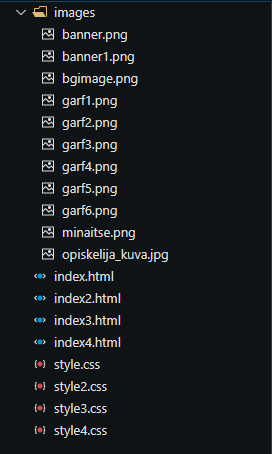 images
banner.png
banner1.png
bgimage.png
garf1.png
garf2.png
garf3.png
garf4.png
garf5.png
garf6.png
minaitse.png
opiskelija_kuva.jpg
index.html
index2.html
index3.html
index4.html
style.css
style2.css
style3.css
style4.css